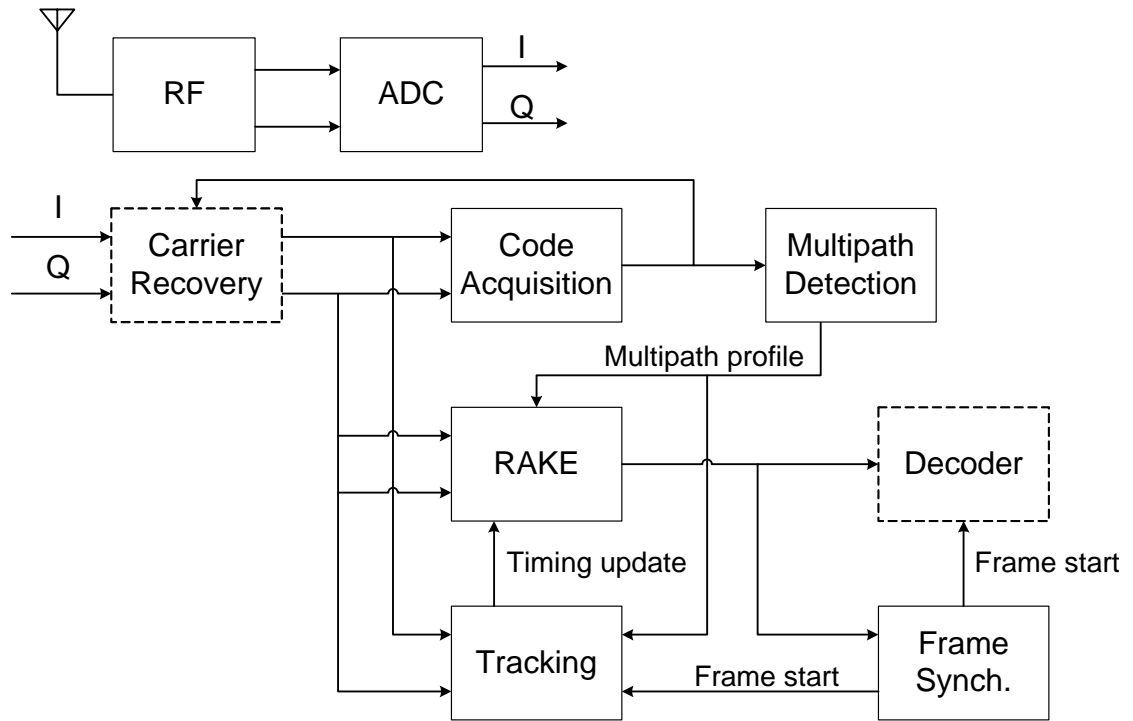 RF
ADC
I
Q
I
Q
Carrier
Recovery
Code
Acquisition
Multipath
Detection
Multipath profile
RAKE
Decoder
Timing update
Frame start
Tracking
Frame start
Frame
Synch.